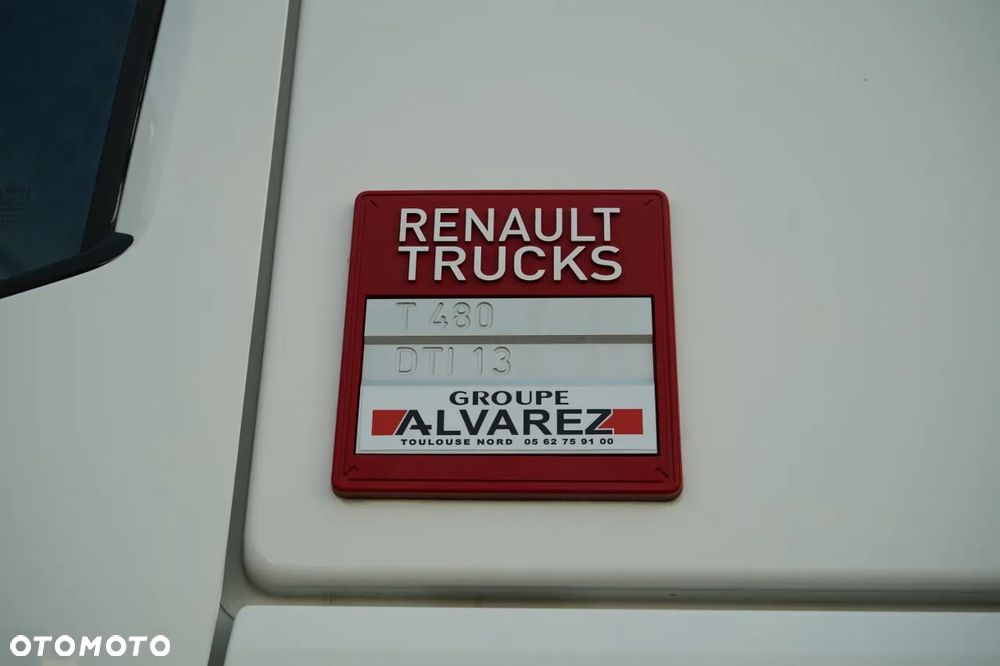 RENAULT
TRUCKS
T 480
DTI 13
GROUPE
ALVAREZ
TOULOUSE NORD 05 62 75 91 00
OTOMOTO